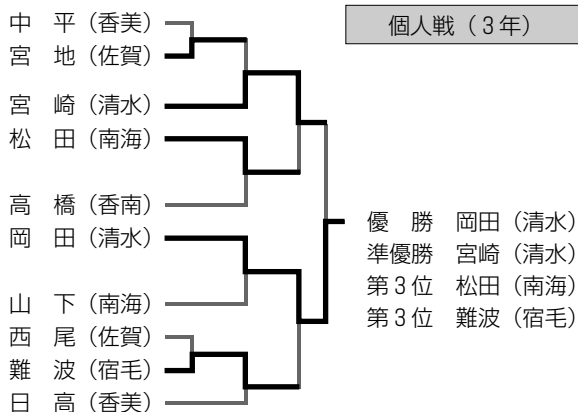 個人戦（３年）
中　平（香美）
宮　地（佐賀）
宮　崎（清水）
松　田（南海）
高　橋（香南）
岡　田（清水）
山　下（南海）
西　尾（佐賀）
難　波（宿毛）
日　高（香美）
優　勝　岡田（清水）
準優勝　宮崎（清水）
第３位　松田（南海）
第３位　難波（宿毛）